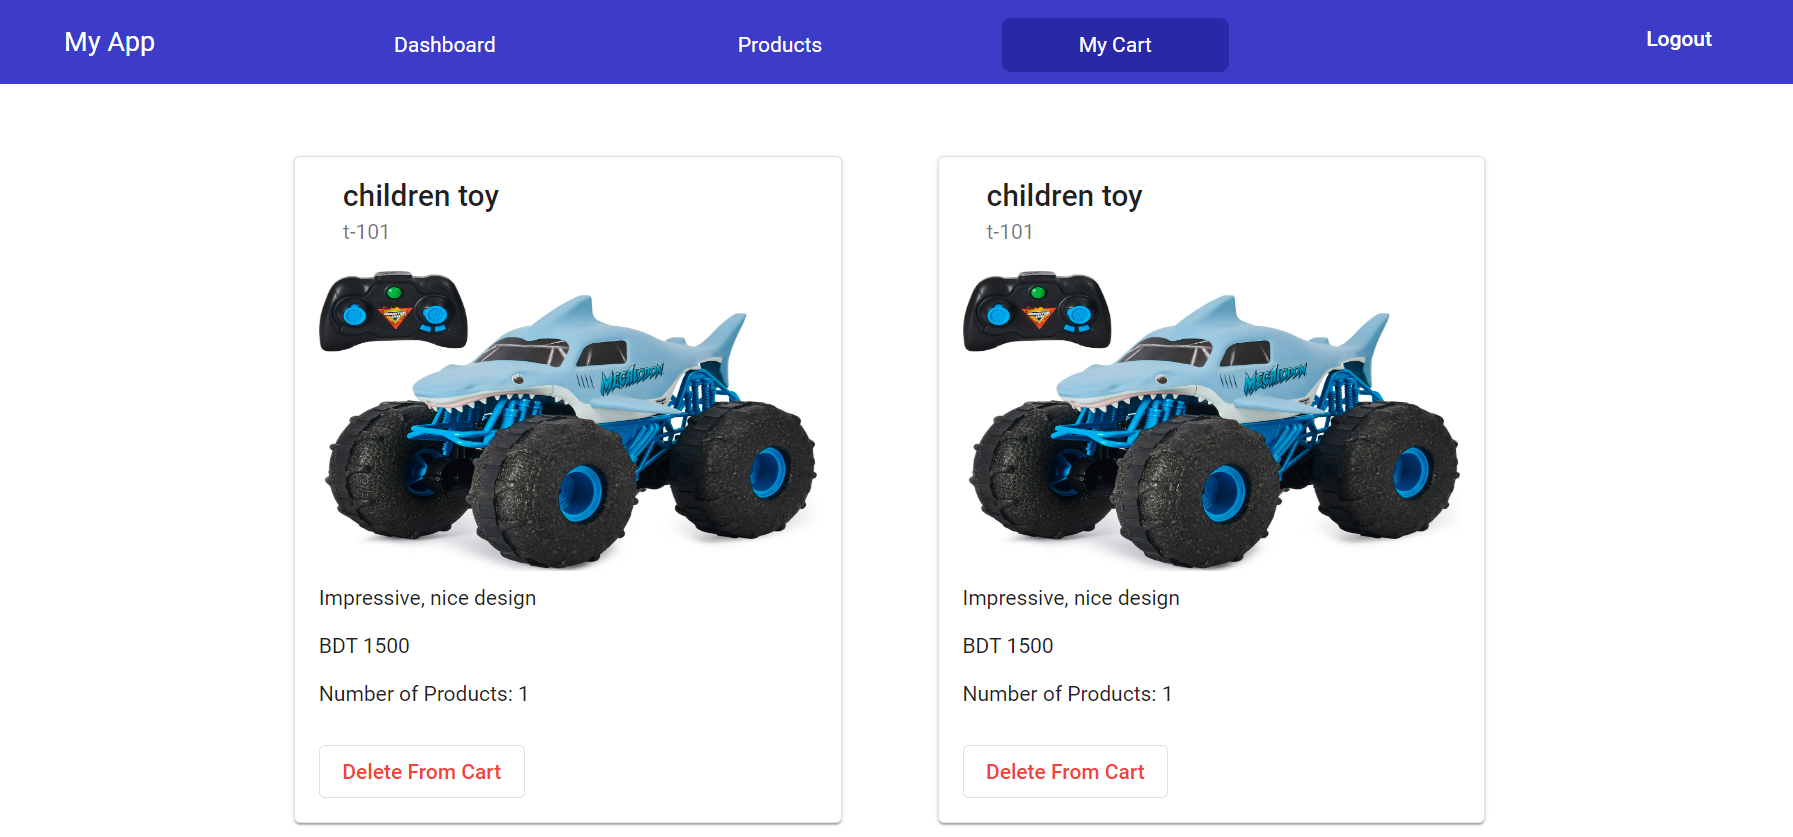 My App
Dashboard
Products
My Cart
Logout
children toy
t-101
MEGALODON
Impressive, nice design
BDT 1500
Number of Products: 1
Delete From Cart
children toy
t-101
MEGALODON
Impressive, nice design
BDT 1500
Number of Products: 1
Delete From Cart